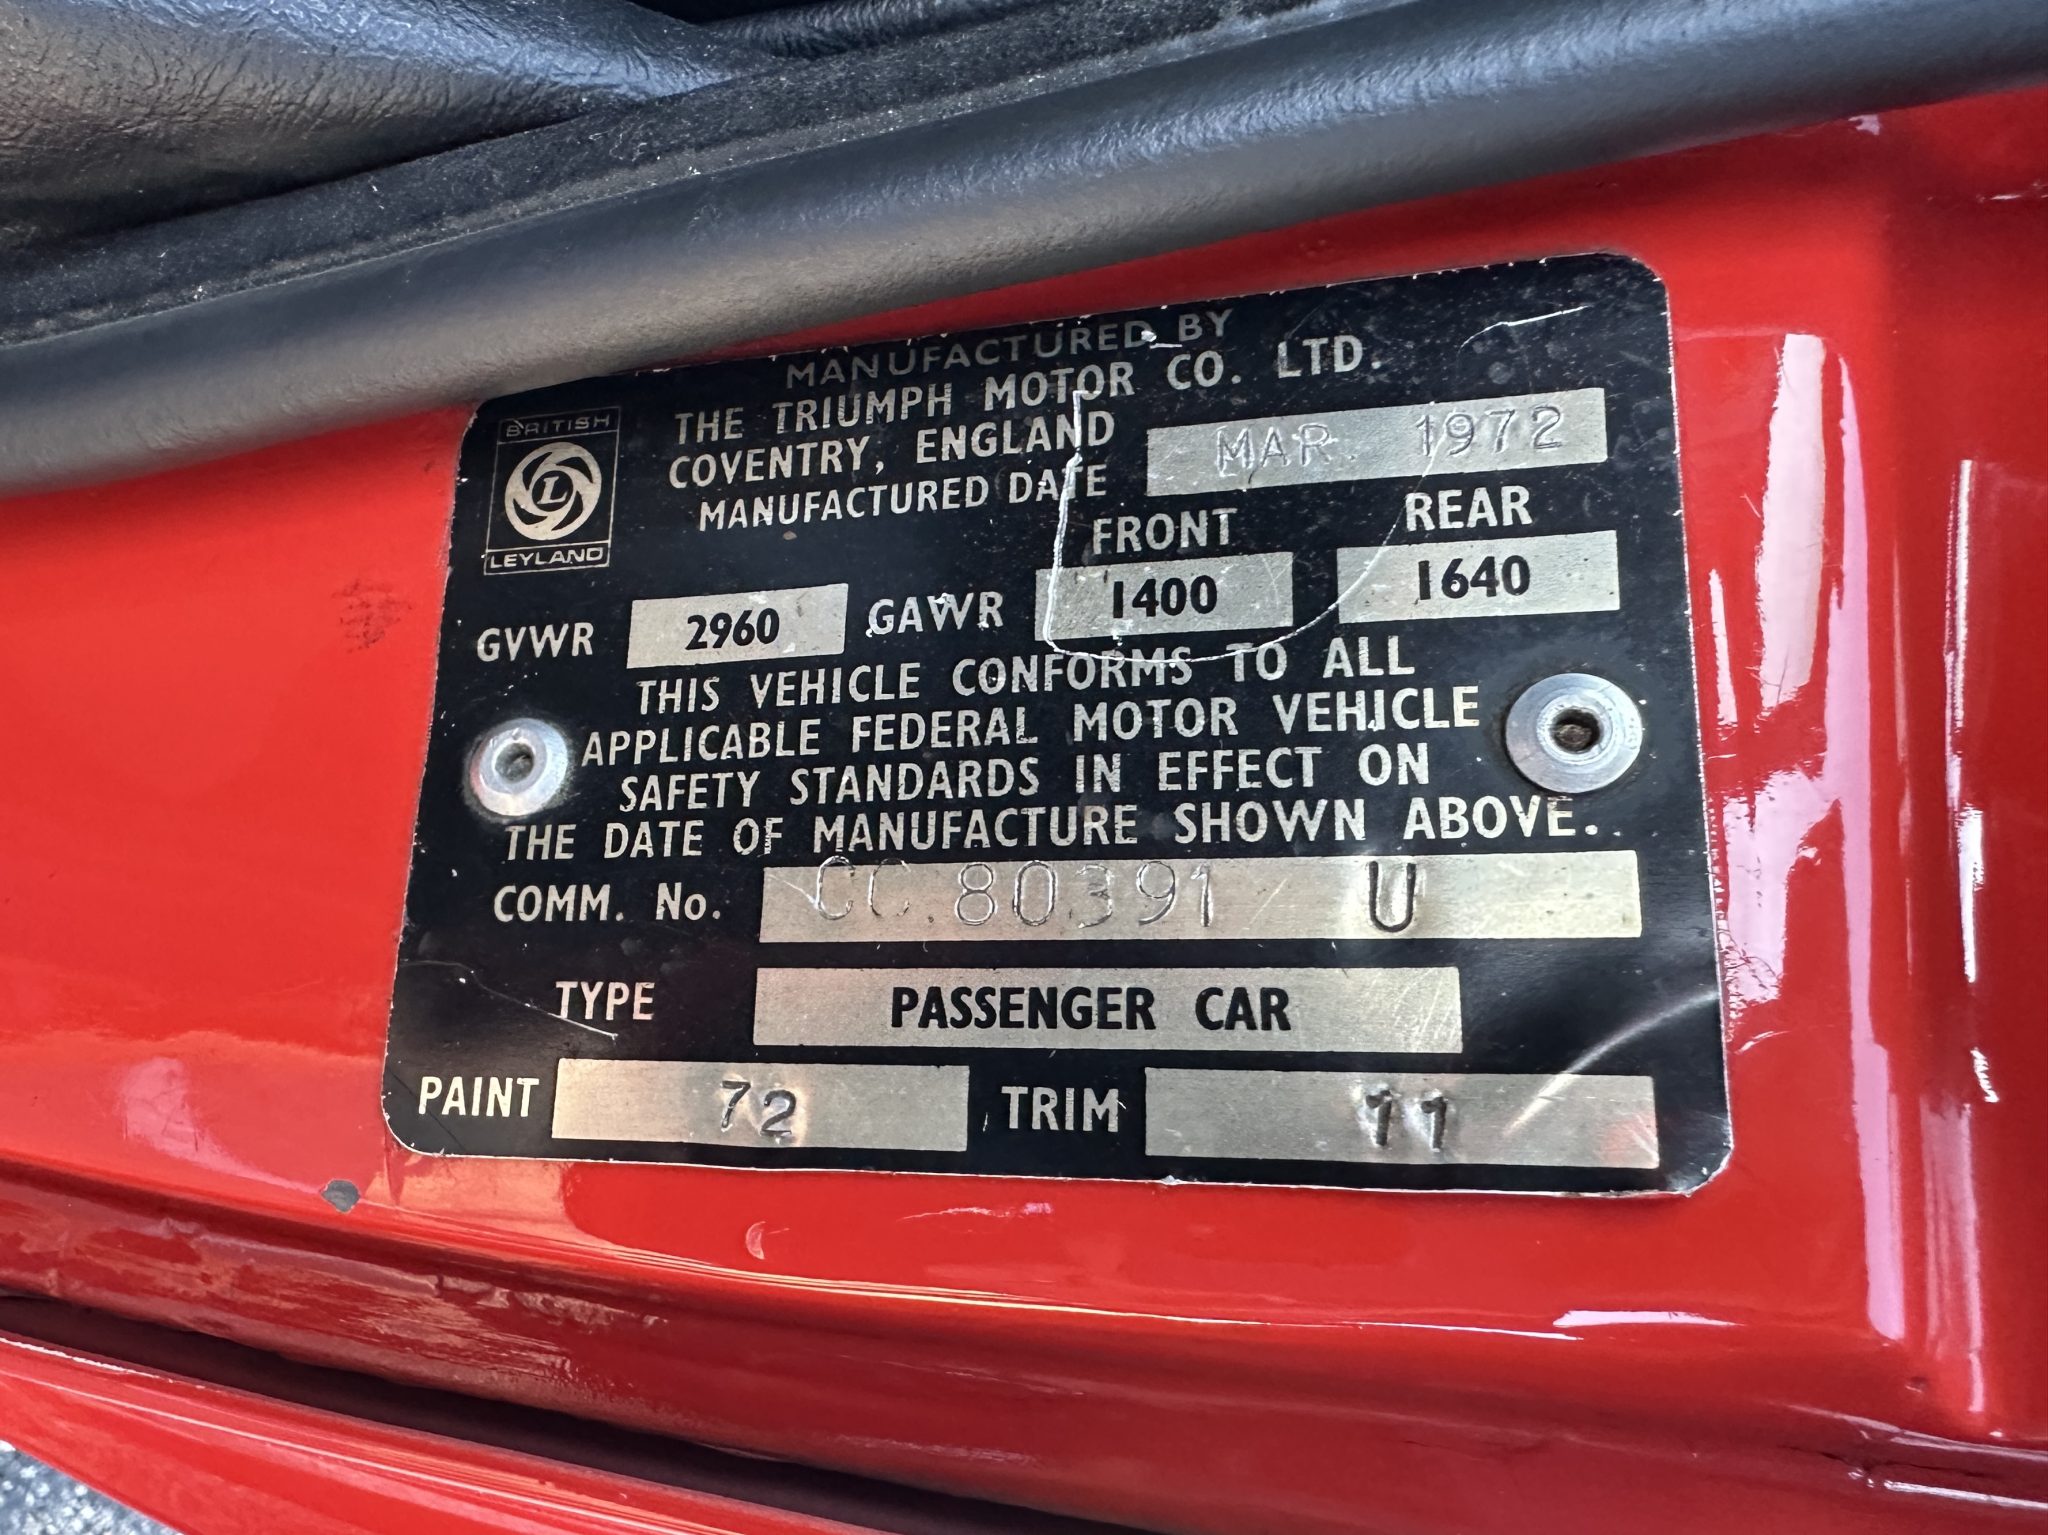 MANUFACTURED BY
THE TRIUMPH MOTOR CO. LTD.
COVENTRY, ENGLAND
BRITISH
L
LEYLAND
MANUFACTURED DATE MAR. 1972
FRONT REAR
GVWR 2960 GAWR 1400 1640
THIS VEHICLE CONFORMS TO ALL
APPLICABLE FEDERAL MOTOR VEHICLE
SAFETY STANDARDS IN EFFECT ON
THE DATE OF MANUFACTURE SHOWN ABOVE.
COMM. No. CC 80391 U
TYPE PASSENGER CAR
PAINT 72 TRIM 11